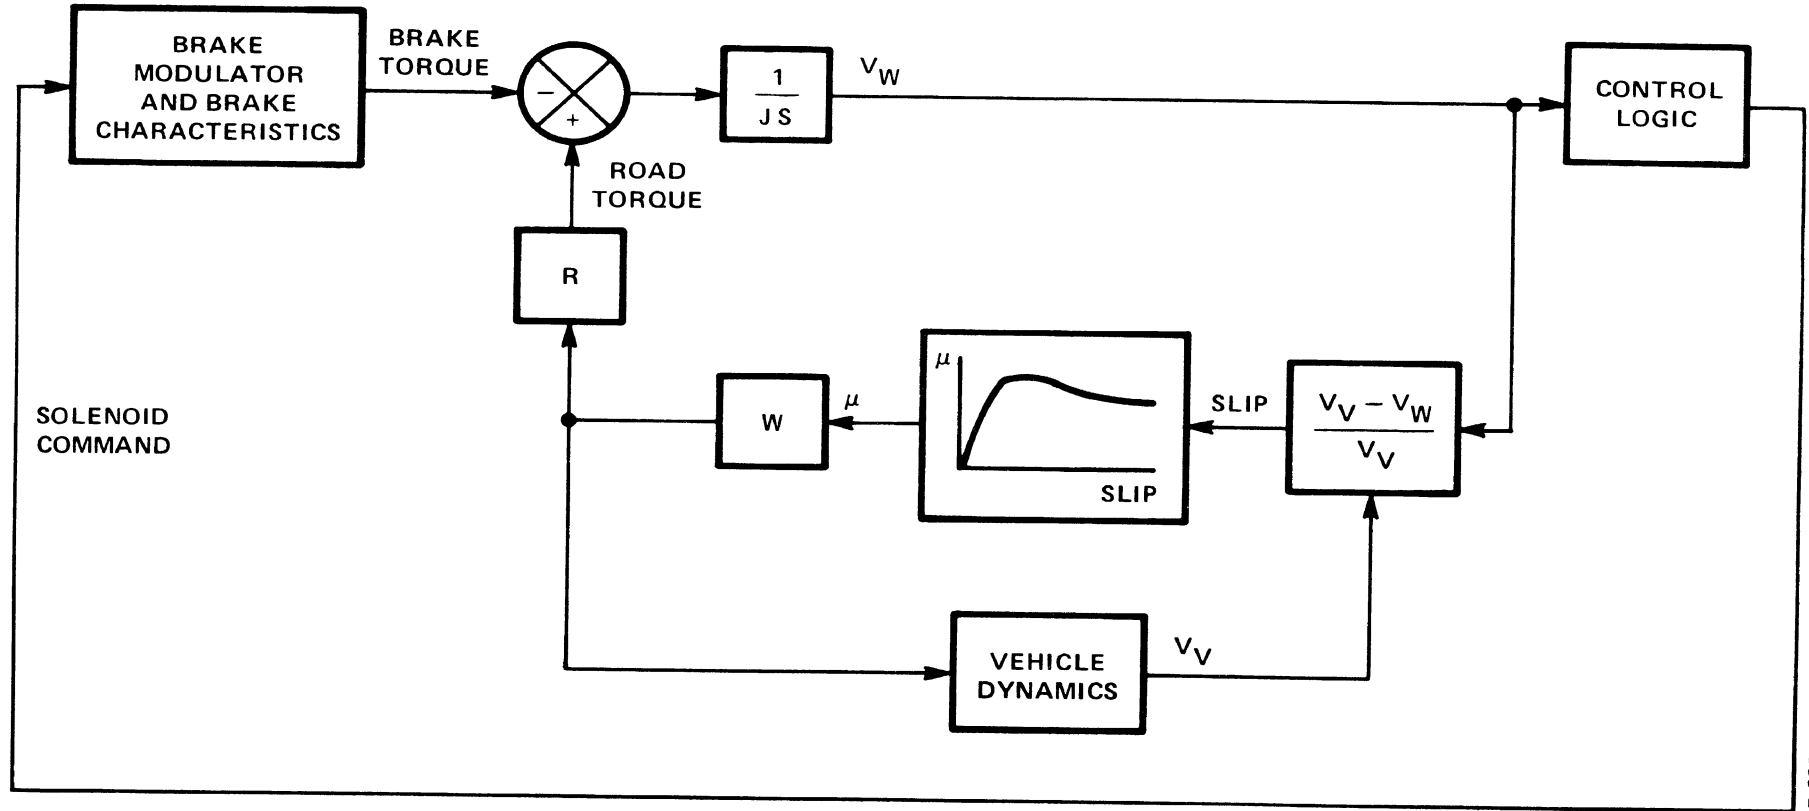 BRAKE
MODULATOR
AND BRAKE
CHARACTERISTICS
BRAKE
TORQUE
−
+
1
JS
VW
CONTROL
LOGIC
ROAD
TORQUE
R
SOLENOID
COMMAND
W
μ
μ
SLIP
SLIP
VV − VW
VV
VEHICLE
DYNAMICS
VV